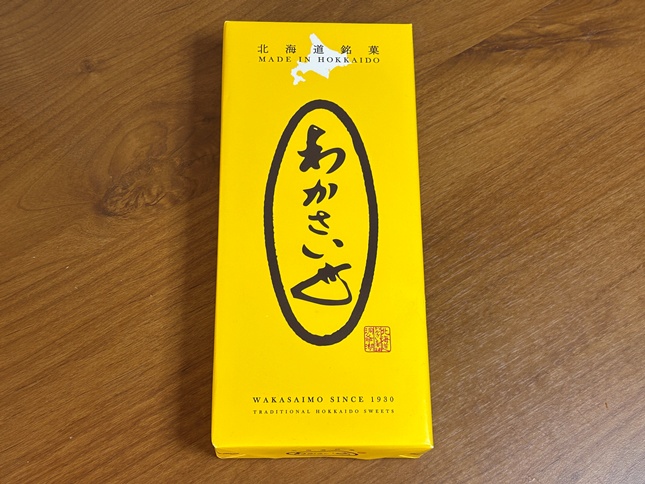 北海道銘菓
MADE IN HOKKAIDO
わかさいも
WAKASAIMO SINCE 1930
TRADITIONAL HOKKAIDO SWEETS